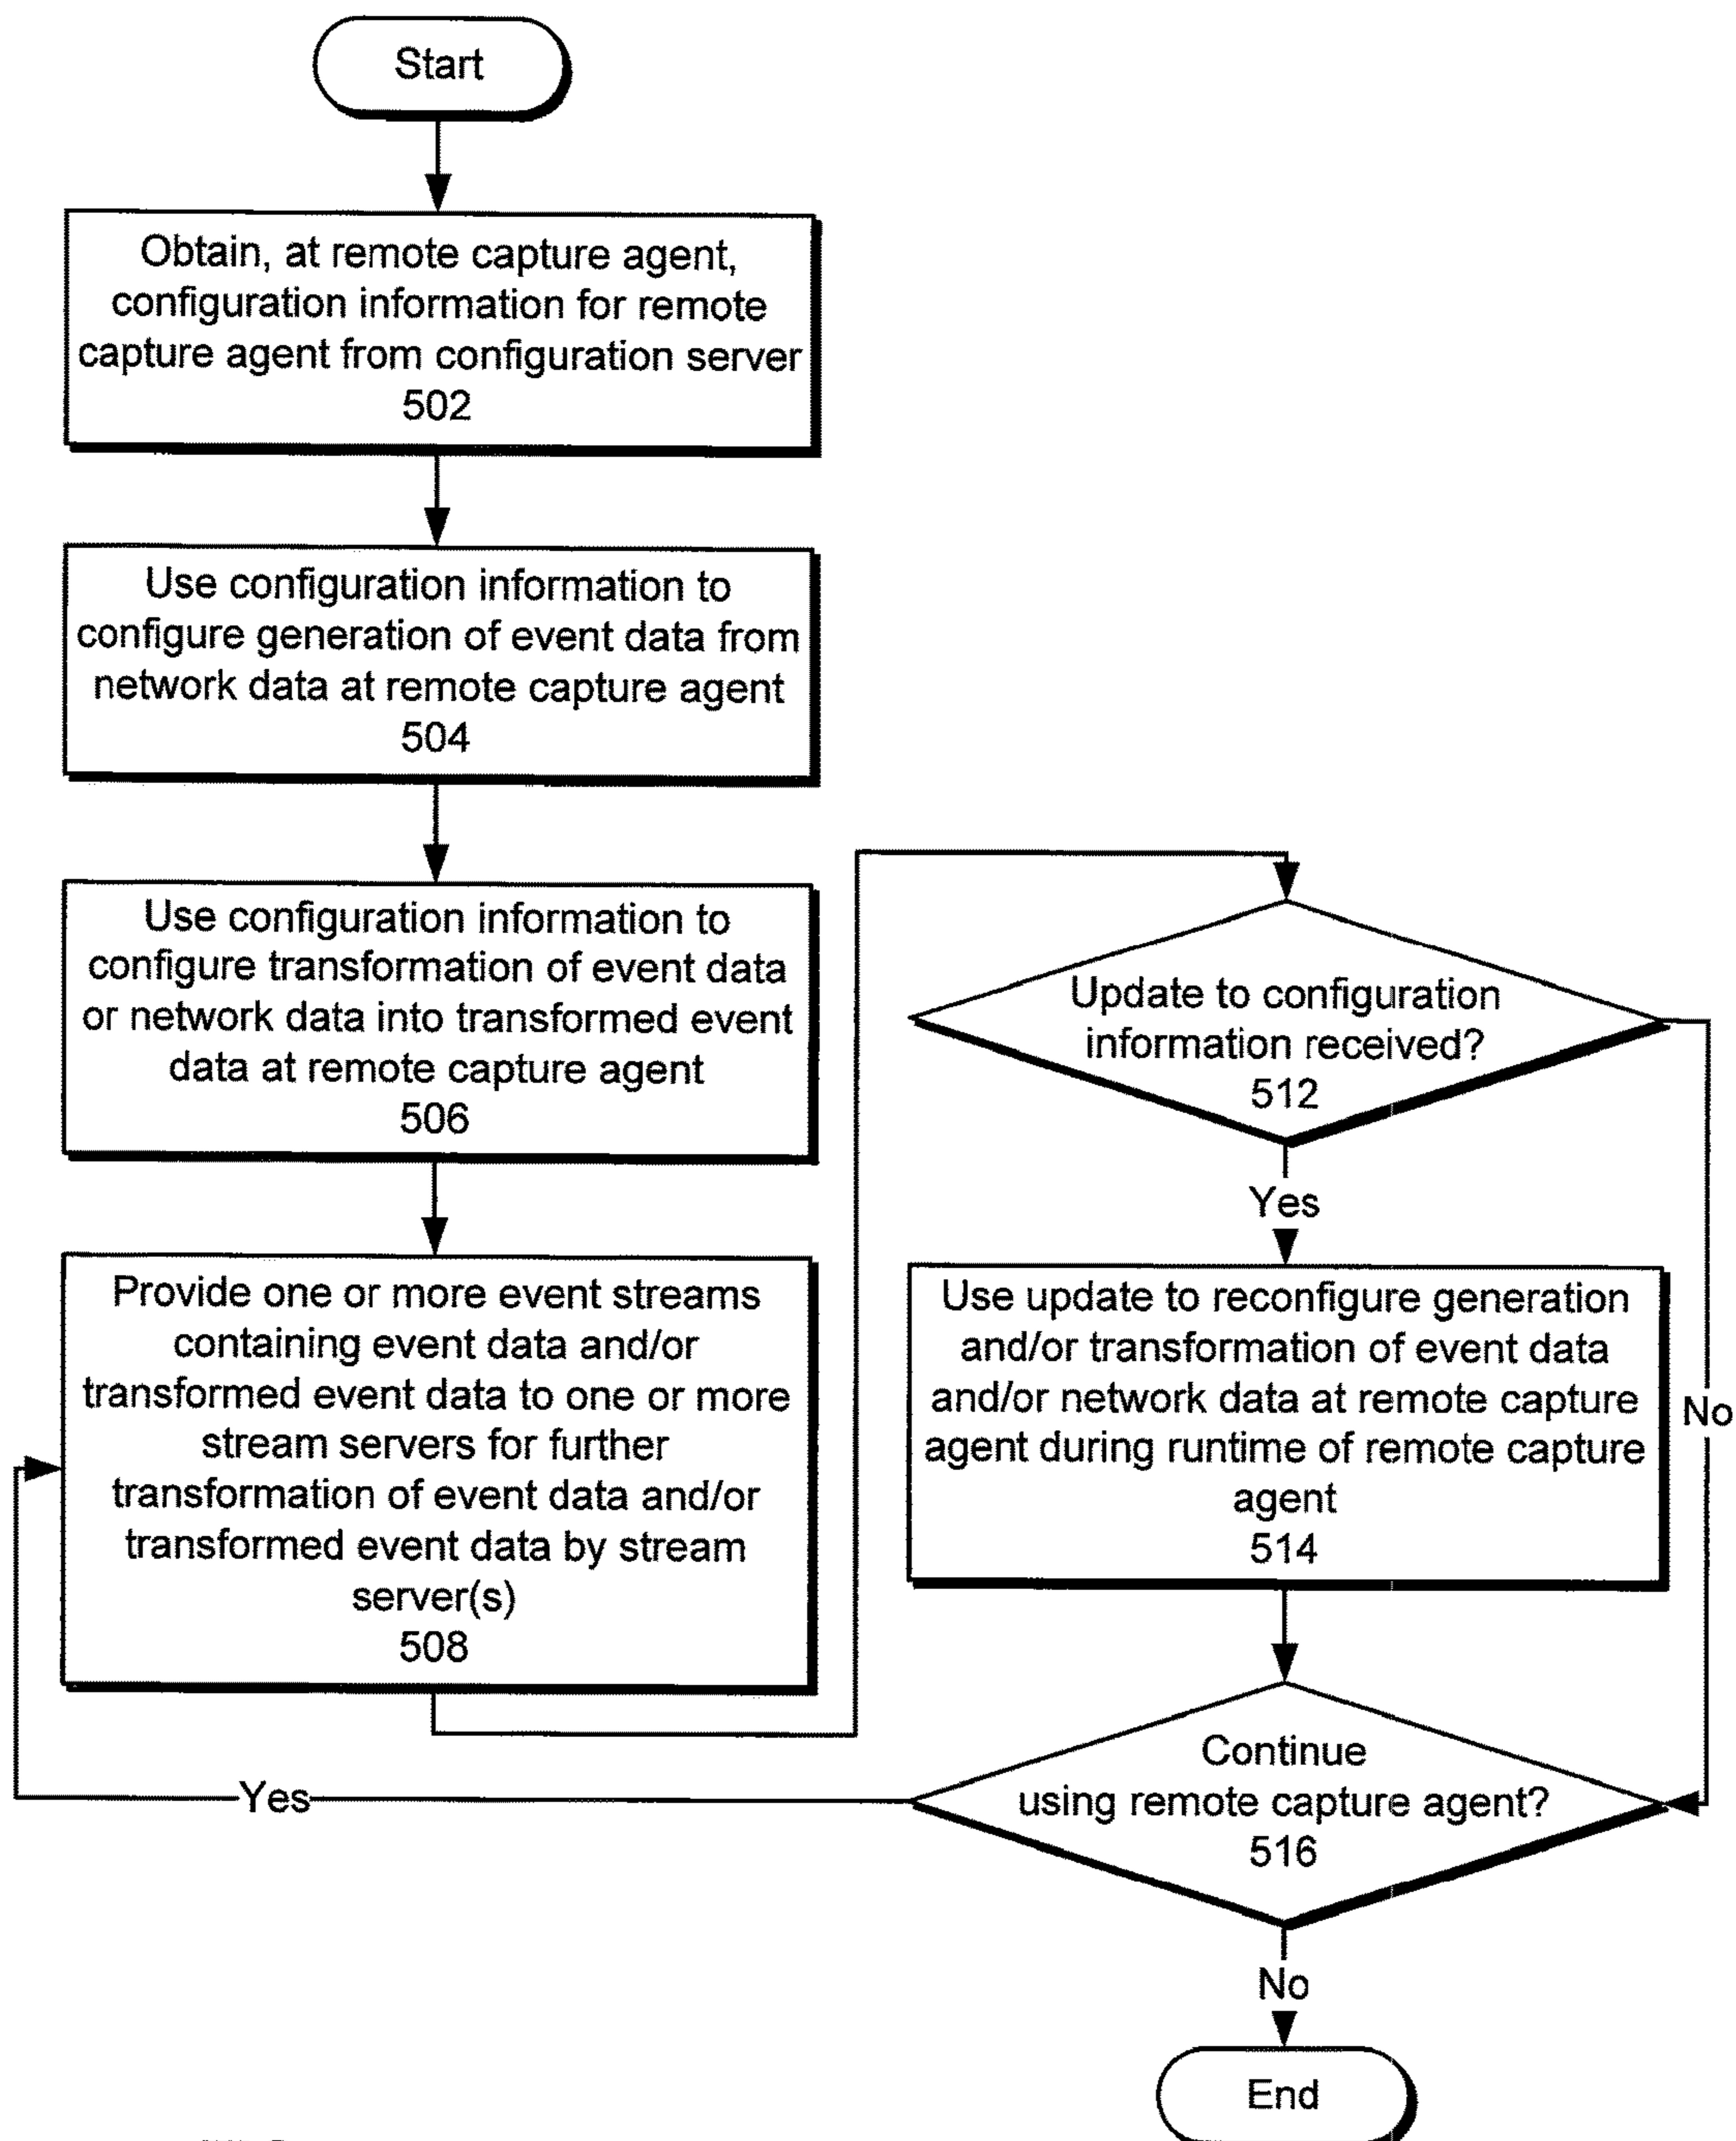 Start
Obtain, at remote capture agent,
configuration information for remote
capture agent from configuration server
502
Use configuration information to
configure generation of event data from
network data at remote capture agent
504
Use configuration information to
configure transformation of event data
or network data into transformed event
data at remote capture agent
506
Provide one or more event streams
containing event data and/or
transformed event data to one or more
stream servers for further
transformation of event data and/or
transformed event data by stream
server(s)
508
Update to configuration
information received?
512
Yes
No
Use update to reconfigure generation
and/or transformation of event data
and/or network data at remote capture
agent during runtime of remote capture
agent
514
Continue
using remote capture agent?
516
Yes
No
End